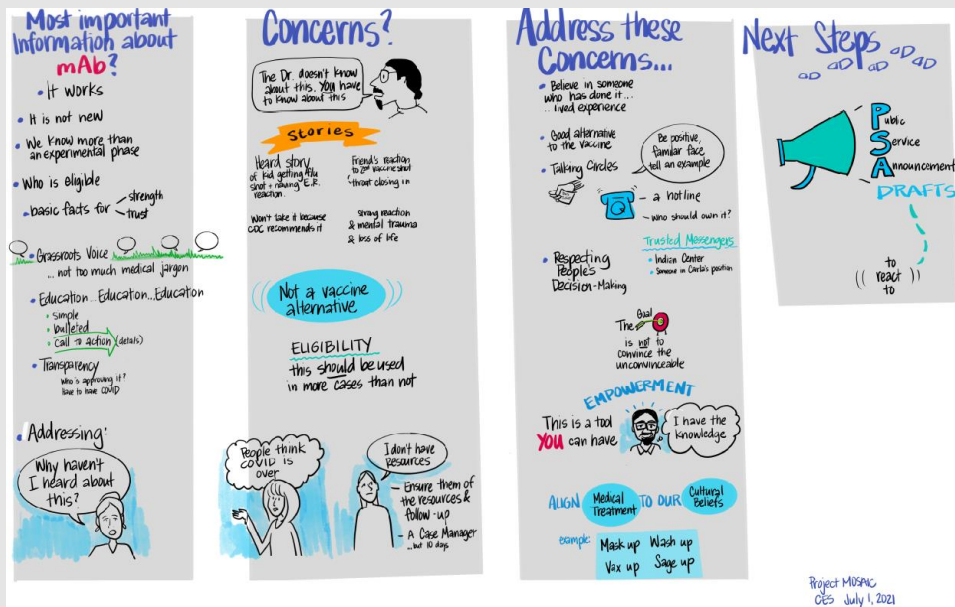 Most important
Information about
mAb?
It works
It is not new
We know more than
an experimental phase
Who is eligible
basic facts for
strength
trust
Grassroots Voice
... not too much medical jargon
Education...Education...Education
simple
bulleted
call to action (details)
Transparency
Who is approving it?
Have to have COVID
Addressing:
Why haven't
I heard about
this?
Concerns?
The Dr. doesn't know
about this. You have
to know about this
Stories
Heard story
of kid getting flu
shot + having E.R.
reaction.
Friend's reaction
to 2nd vaccine shot
throat closing in
Won't take it because
CDC recommends it
Strong reaction
& mental trauma
& loss of life
Not a vaccine
alternative
ELIGIBILITY
this should be used
in more cases than not
People think
COVID is
over
I don't have
resources
- Ensure them of
the resources &
follow-up
- A Case Manager
...but 10 days
Address these
Concerns...
Believe in someone
who has done it...
... lived experience
Good alternative
to the vaccine
Talking Circles
Be positive,
familar face,
tell an example
- a hotline
- who should own it?
Trusted Messengers
Indian Center
Someone in Carla's position
Respecting
People's
Decision-Making
The Goal
is not to
convince the
unconvinceable
EMPOWERMENT
This is a tool
YOU can have
I have the
knowledge
ALIGN Medical Treatment TO OUR Cultural Beliefs
example:
Mask up Wash up
Vax up Sage up
Next Steps
Public
Service
Announcement
DRAFTS
to
(( react ))
to
Project MOSAIC
CES July 1, 2021